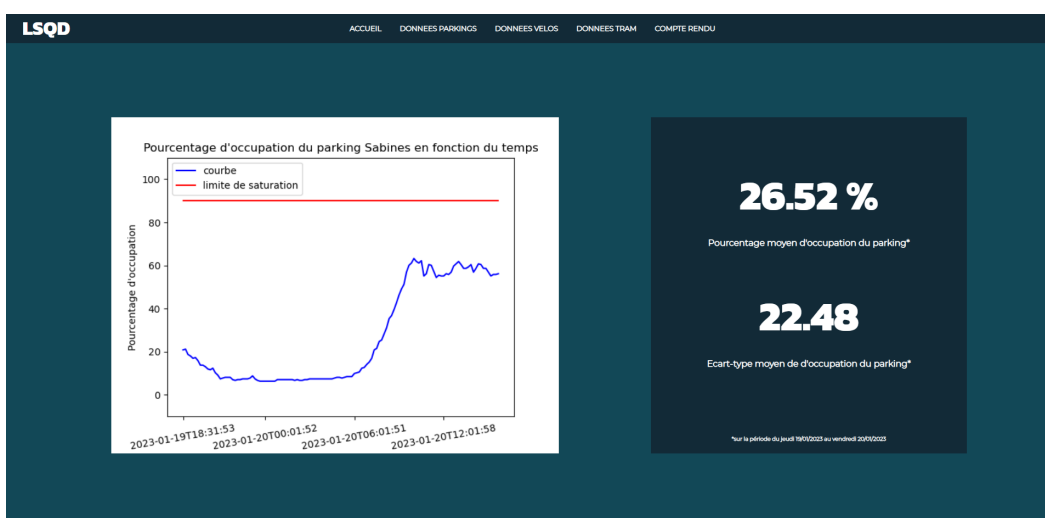 LSQD
ACCUEIL
DONNEES PARKINGS
DONNEES VELOS
DONNEES TRAM
COMPTE RENDU
Pourcentage d'occupation du parking Sabines en fonction du temps
courbe
limite de saturation
Pourcentage d'occupation
100
80
60
40
20
0
2023-01-19T18:31:53
2023-01-20T00:01:52
2023-01-20T06:01:51
2023-01-20T12:01:58
26.52 %
Pourcentage moyen d'occupation du parking*
22.48
Ecart-type moyen de d'occupation du parking*
*sur la période du jeudi 19/01/2023 au vendredi 20/01/2023